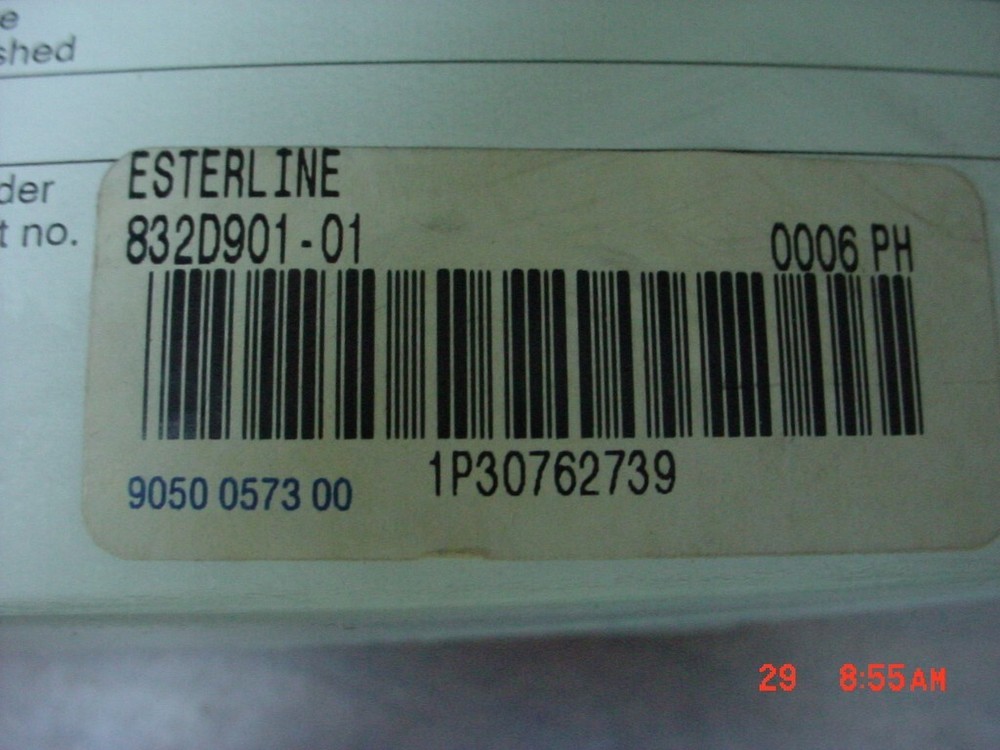 e
shed
der
t no.
ESTERLINE
832D901-01 0006 PH
1P30762739
9050 0573 00
29 8:55AM